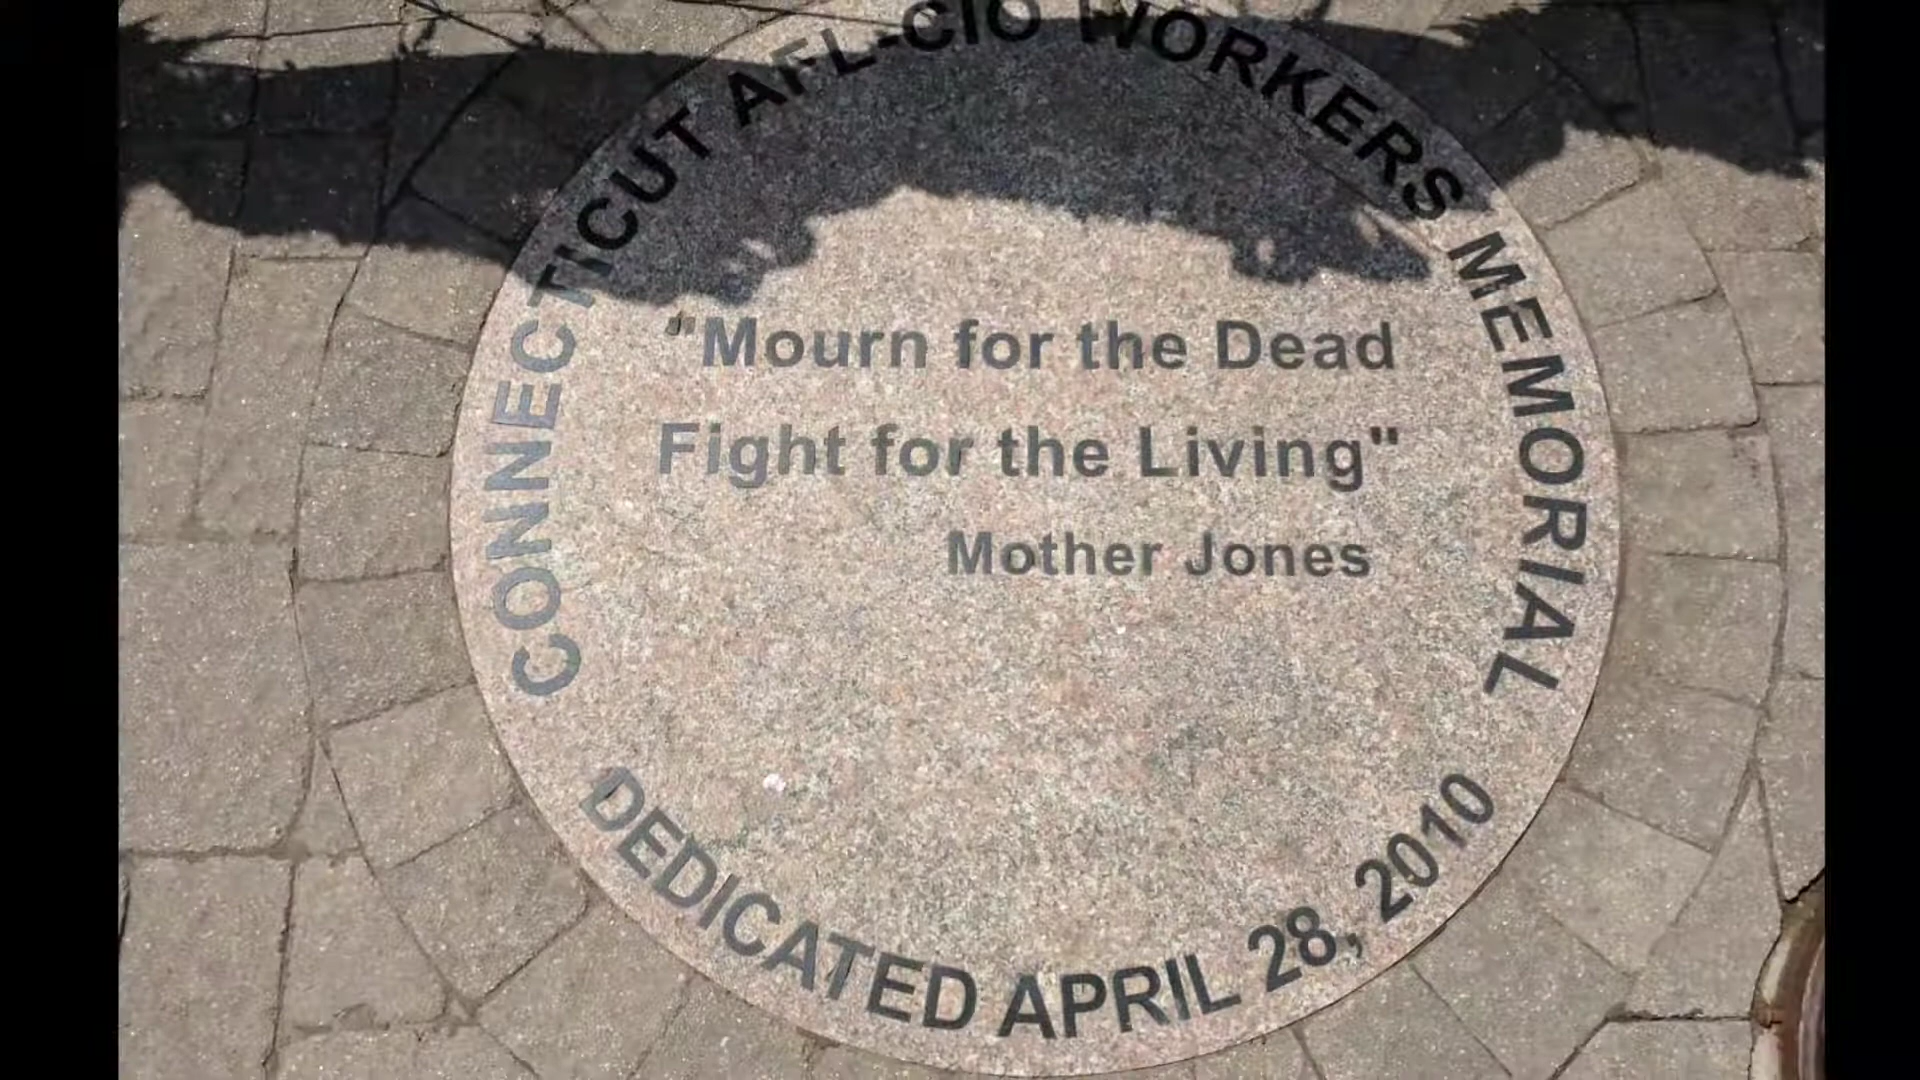 CONNECTICUT AFL-CIO WORKERS MEMORIAL
"Mourn for the Dead
Fight for the Living"
Mother Jones
DEDICATED APRIL 28, 2010